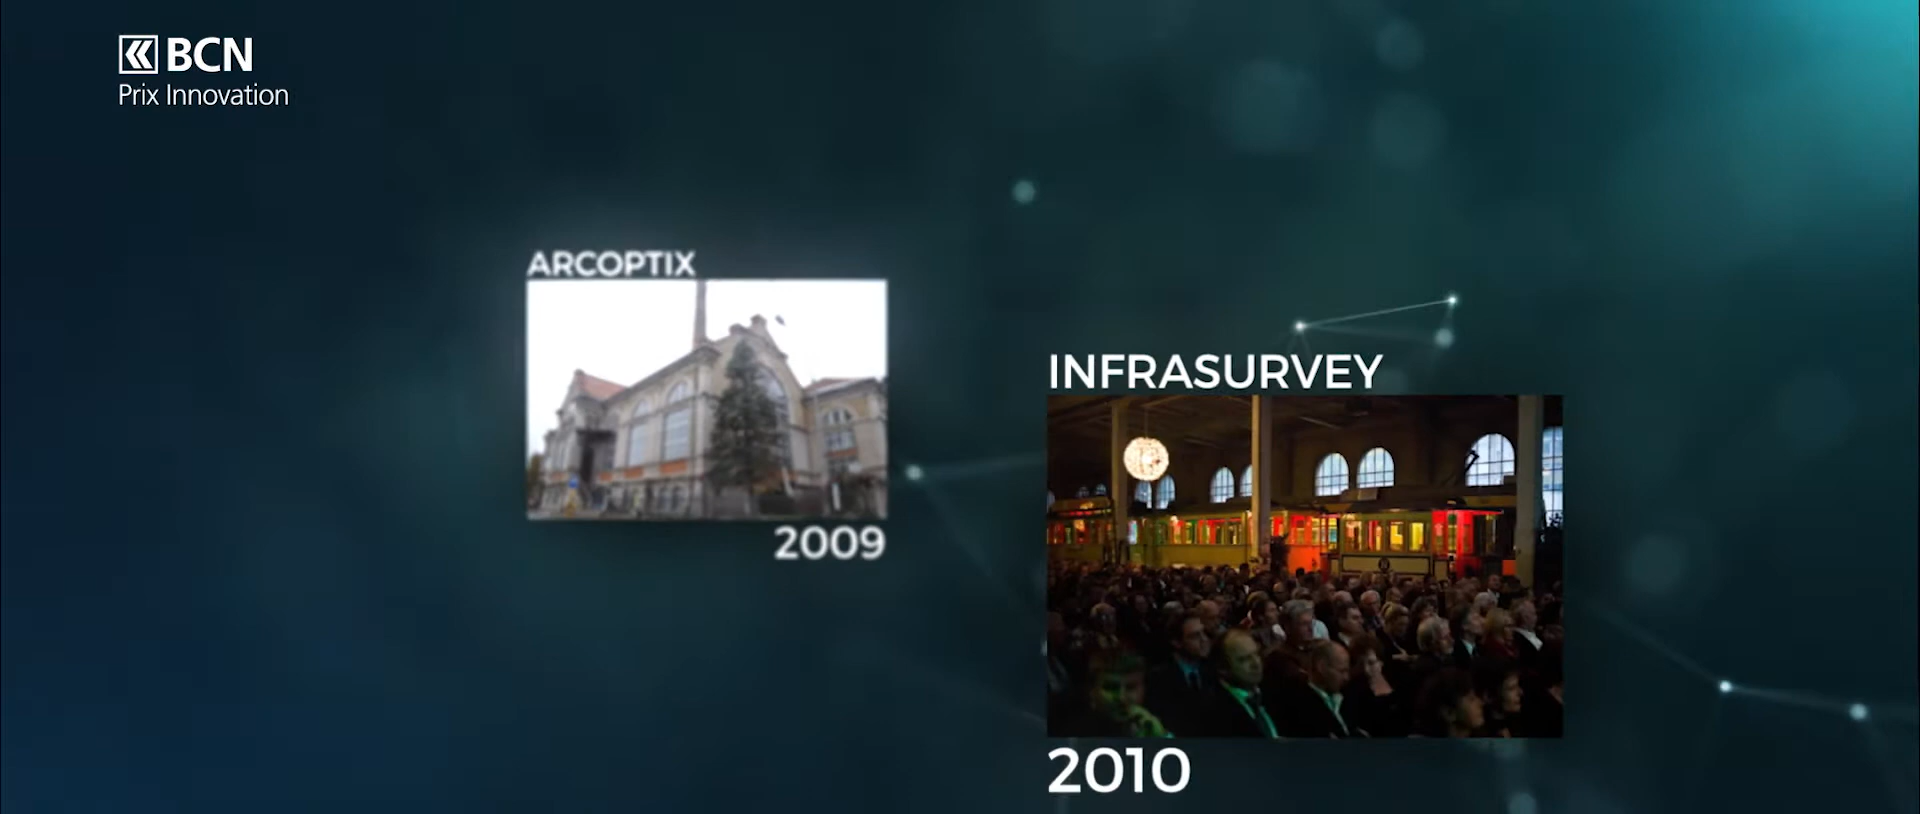 BCN
Prix Innovation
ARCOPTIX
2009
INFRASURVEY
2010